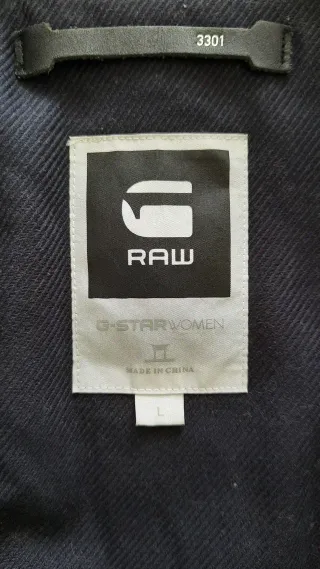 3301
RAW
G-STAR WOMEN
MADE IN CHINA
L